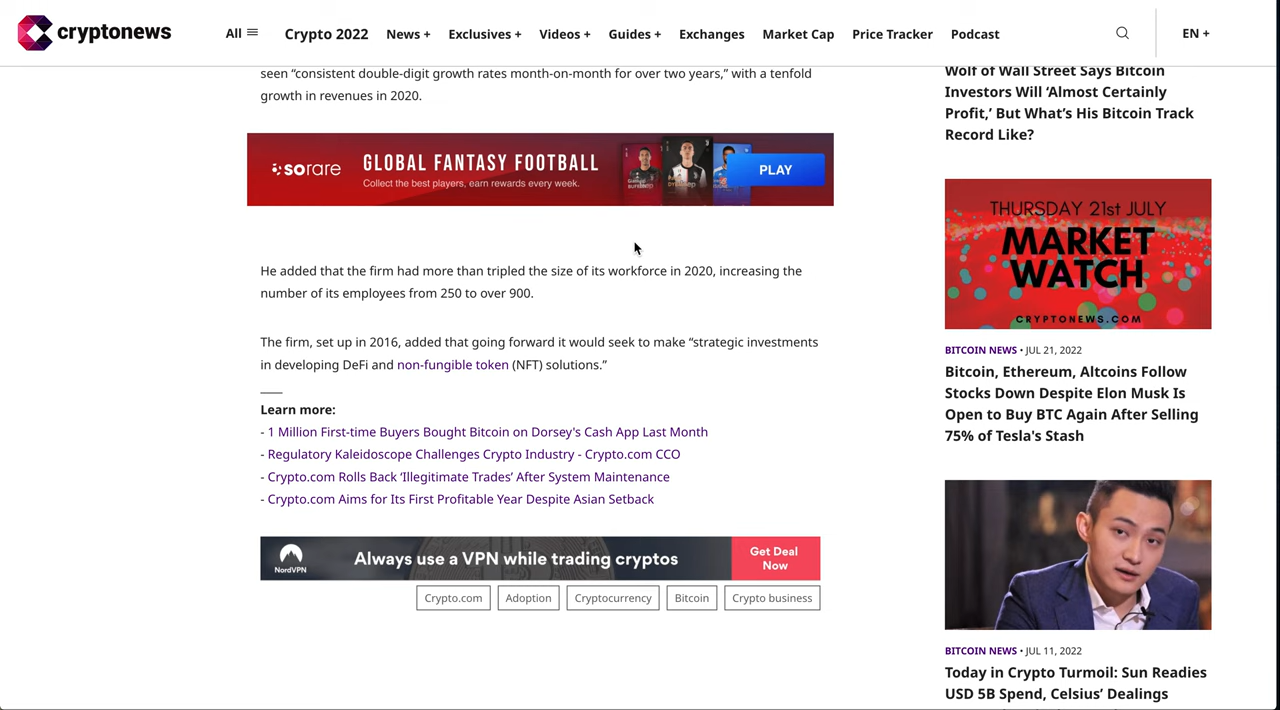 cryptonews
All
Crypto 2022
News +
Exclusives +
Videos +
Guides +
Exchanges
Market Cap
Price Tracker
Podcast
EN +
seen “consistent double-digit growth rates month-on-month for over two years,” with a tenfold
growth in revenues in 2020.
sorare
GLOBAL FANTASY FOOTBALL
Collect the best players, earn rewards every week.
PLAY
He added that the firm had more than tripled the size of its workforce in 2020, increasing the
number of its employees from 250 to over 900.
The firm, set up in 2016, added that going forward it would seek to make “strategic investments
in developing DeFi and non-fungible token (NFT) solutions.”
Learn more:
- 1 Million First-time Buyers Bought Bitcoin on Dorsey's Cash App Last Month
- Regulatory Kaleidoscope Challenges Crypto Industry - Crypto.com CCO
- Crypto.com Rolls Back ‘Illegitimate Trades’ After System Maintenance
- Crypto.com Aims for Its First Profitable Year Despite Asian Setback
NordVPN
Always use a VPN while trading cryptos
Get Deal
Now
Crypto.com
Adoption
Cryptocurrency
Bitcoin
Crypto business
Wolf of Wall Street Says Bitcoin
Investors Will ‘Almost Certainly
Profit,’ But What’s His Bitcoin Track
Record Like?
THURSDAY 21st JULY
MARKET
WATCH
CRYPTONEWS.COM
BITCOIN NEWS • JUL 21, 2022
Bitcoin, Ethereum, Altcoins Follow
Stocks Down Despite Elon Musk Is
Open to Buy BTC Again After Selling
75% of Tesla's Stash
BITCOIN NEWS • JUL 11, 2022
Today in Crypto Turmoil: Sun Readies
USD 5B Spend, Celsius’ Dealings